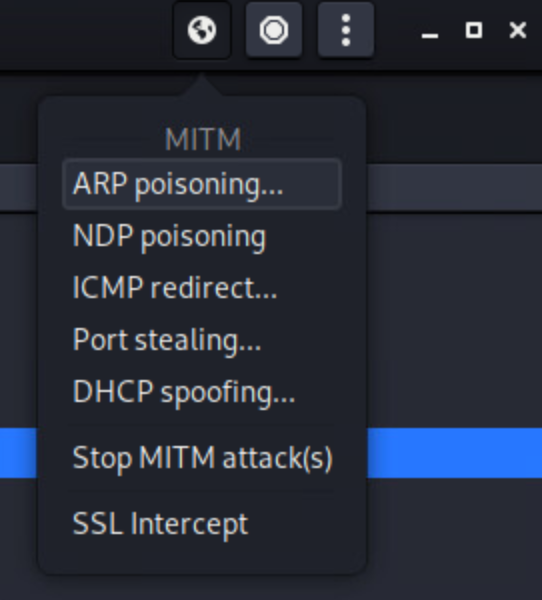 MITM
ARP poisoning...
NDP poisoning
ICMP redirect...
Port stealing...
DHCP spoofing...
Stop MITM attack(s)
SSL Intercept